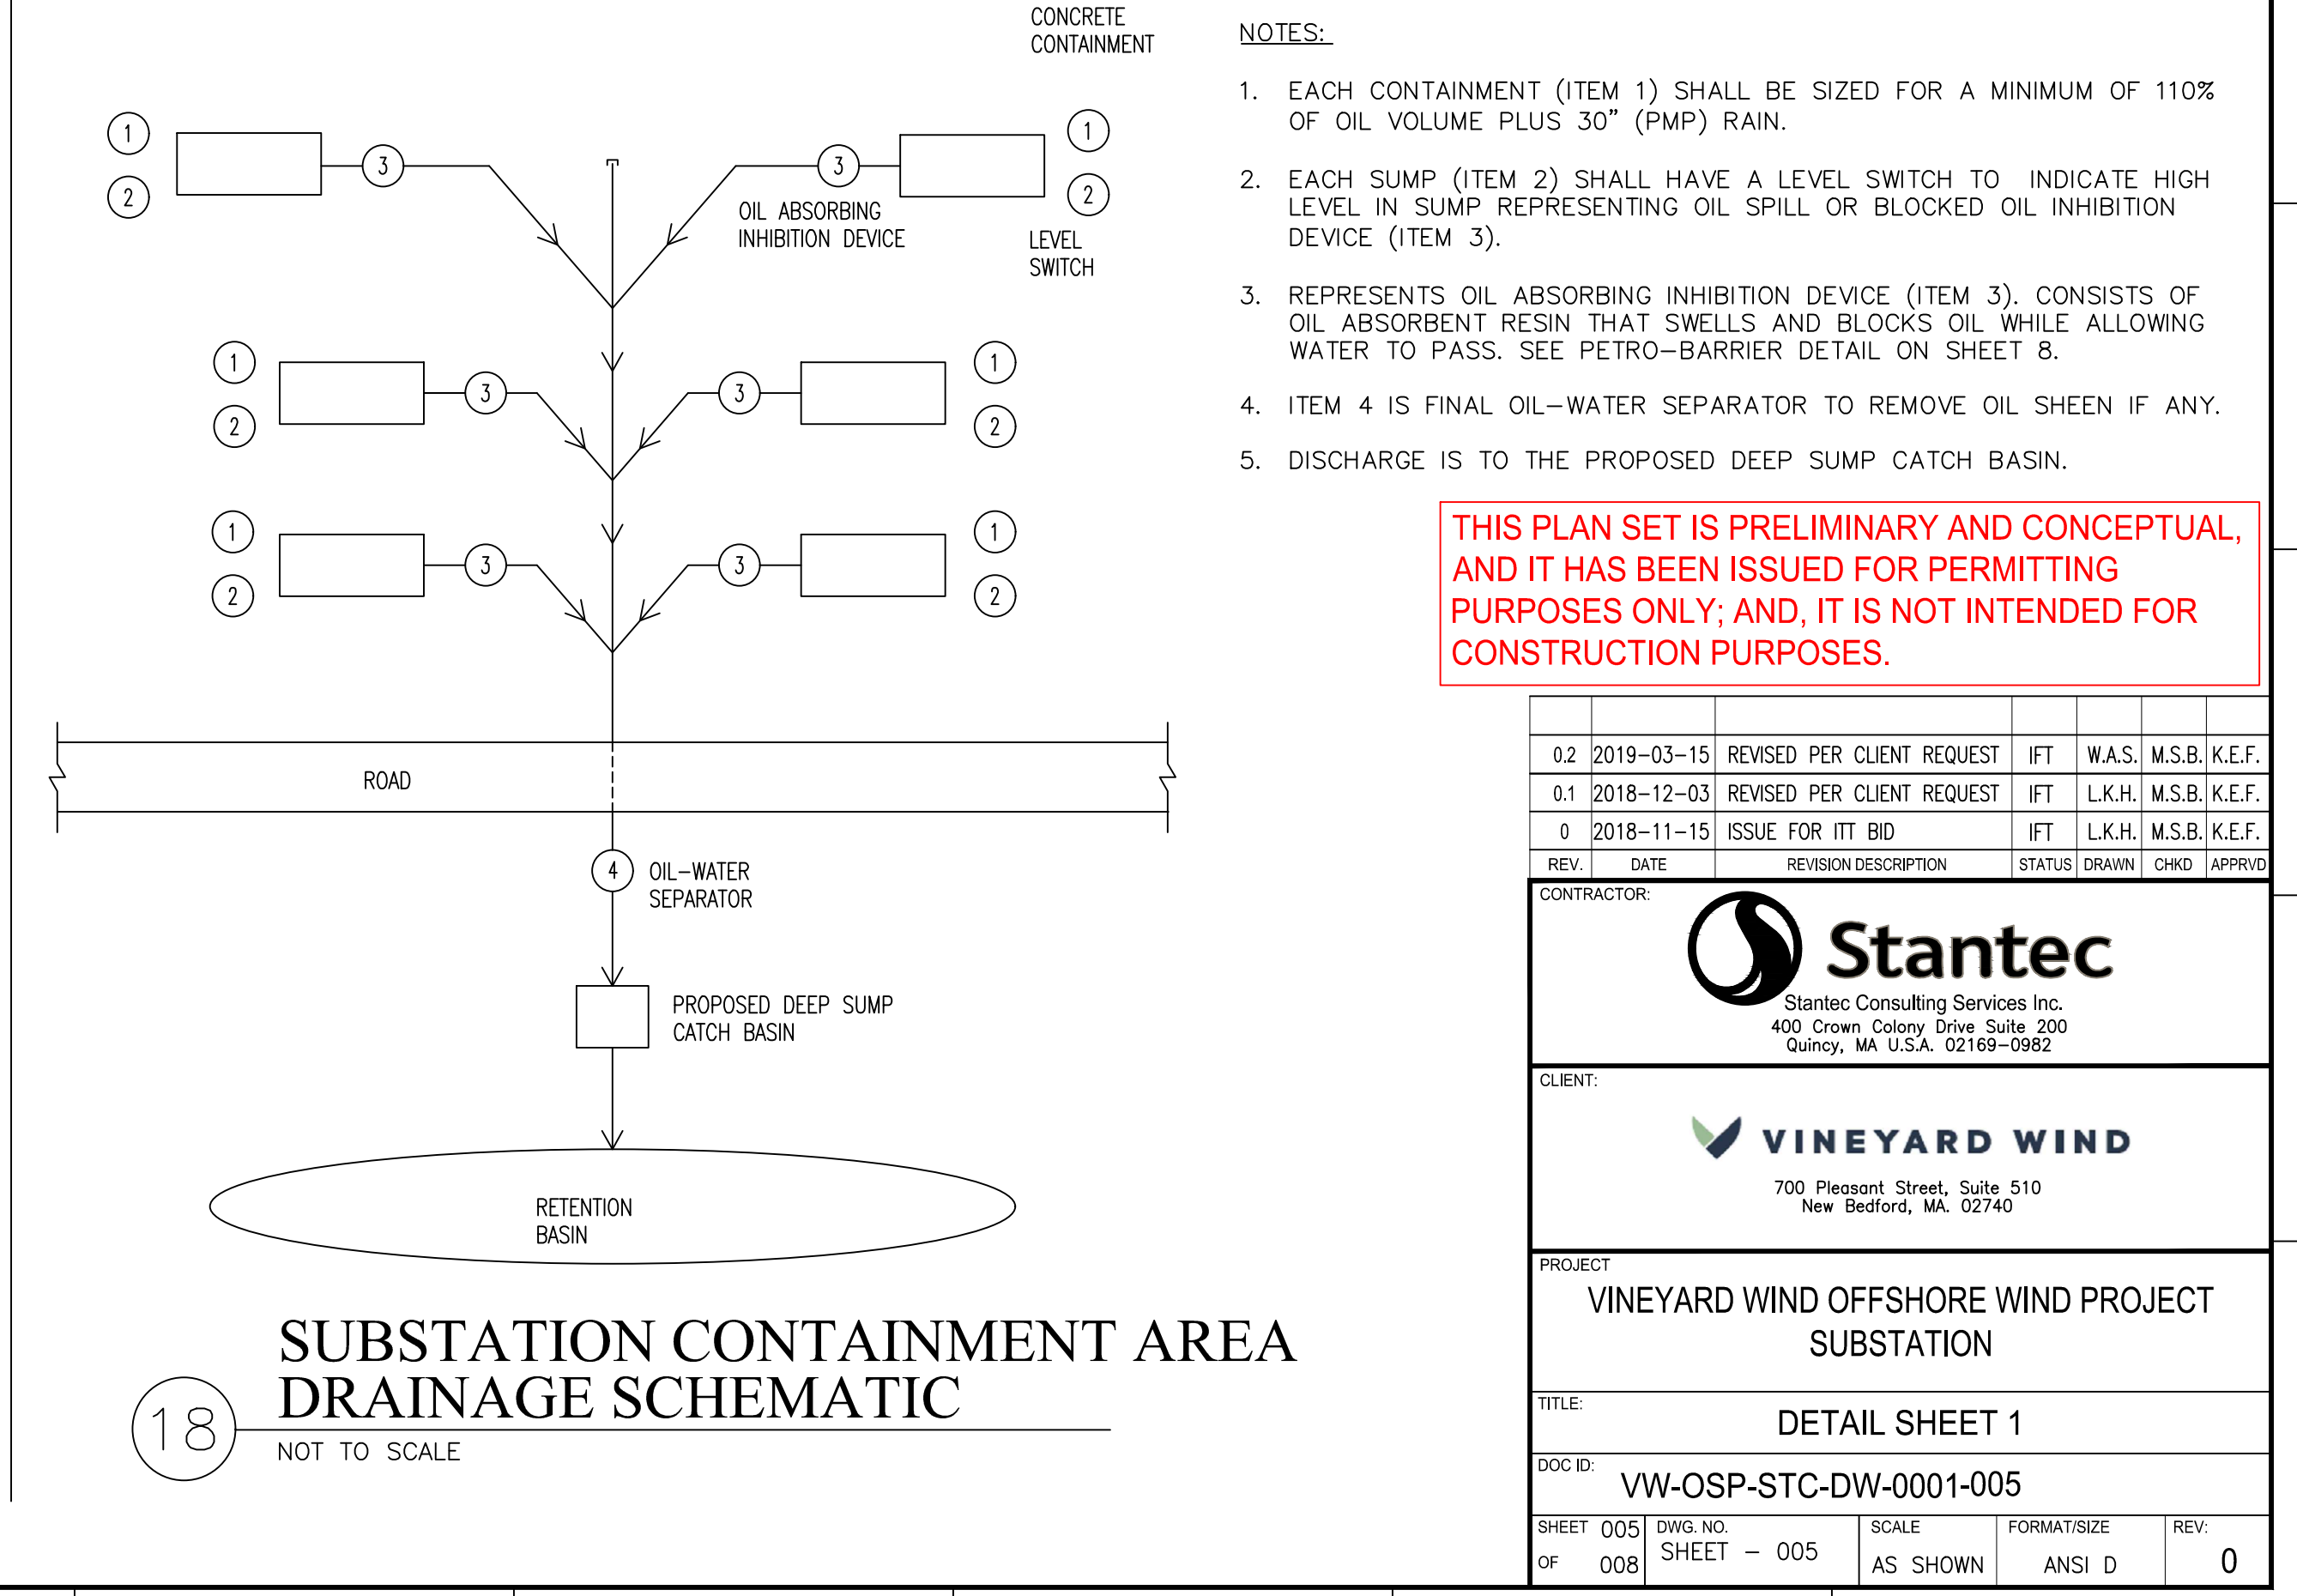 CONCRETE
CONTAINMENT
1
2
3
3
1
2
OIL ABSORBING
INHIBITION DEVICE
LEVEL
SWITCH
1
2
3
3
1
2
1
2
3
3
1
2
ROAD
4
OIL-WATER
SEPARATOR
PROPOSED DEEP SUMP
CATCH BASIN
RETENTION
BASIN
18
SUBSTATION CONTAINMENT AREA
DRAINAGE SCHEMATIC
NOT TO SCALE
NOTES:
1. EACH CONTAINMENT (ITEM 1) SHALL BE SIZED FOR A MINIMUM OF 110%
OF OIL VOLUME PLUS 30" (PMP) RAIN.
2. EACH SUMP (ITEM 2) SHALL HAVE A LEVEL SWITCH TO INDICATE HIGH
LEVEL IN SUMP REPRESENTING OIL SPILL OR BLOCKED OIL INHIBITION
DEVICE (ITEM 3).
3. REPRESENTS OIL ABSORBING INHIBITION DEVICE (ITEM 3). CONSISTS OF
OIL ABSORBENT RESIN THAT SWELLS AND BLOCKS OIL WHILE ALLOWING
WATER TO PASS. SEE PETRO-BARRIER DETAIL ON SHEET 8.
4. ITEM 4 IS FINAL OIL-WATER SEPARATOR TO REMOVE OIL SHEEN IF ANY.
5. DISCHARGE IS TO THE PROPOSED DEEP SUMP CATCH BASIN.
THIS PLAN SET IS PRELIMINARY AND CONCEPTUAL,
AND IT HAS BEEN ISSUED FOR PERMITTING
PURPOSES ONLY; AND, IT IS NOT INTENDED FOR
CONSTRUCTION PURPOSES.
0.2 2019-03-15 REVISED PER CLIENT REQUEST IFT W.A.S. M.S.B. K.E.F.
0.1 2018-12-03 REVISED PER CLIENT REQUEST IFT L.K.H. M.S.B. K.E.F.
0 2018-11-15 ISSUE FOR ITT BID IFT L.K.H. M.S.B. K.E.F.
REV. DATE REVISION DESCRIPTION STATUS DRAWN CHKD APPRVD
CONTRACTOR:
Stantec
Stantec Consulting Services Inc.
400 Crown Colony Drive Suite 200
Quincy, MA U.S.A. 02169-0982
CLIENT:
VINEYARD WIND
700 Pleasant Street, Suite 510
New Bedford, MA. 02740
PROJECT
VINEYARD WIND OFFSHORE WIND PROJECT
SUBSTATION
TITLE:
DETAIL SHEET 1
DOC ID:
VW-OSP-STC-DW-0001-005
SHEET 005 OF 008
DWG. NO.
SHEET - 005
SCALE
AS SHOWN
FORMAT/SIZE
ANSI D
REV:
0